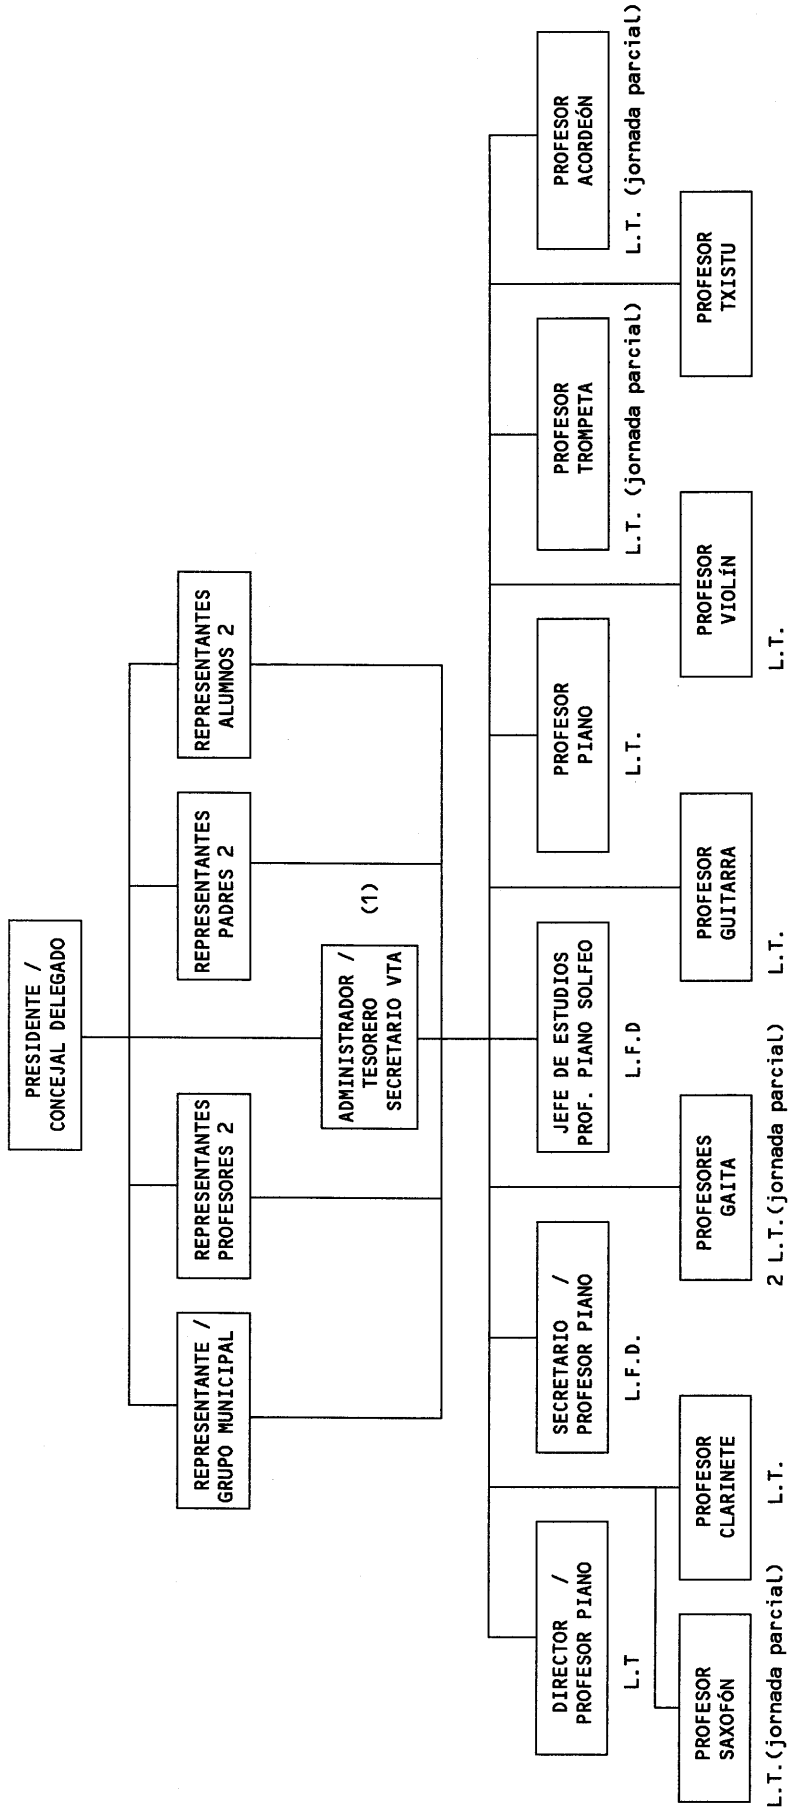 PRESIDENTE /
CONCEJAL DELEGADO
REPRESENTANTE /
GRUPO MUNICIPAL
REPRESENTANTES
PROFESORES 2
REPRESENTANTES
PADRES 2
REPRESENTANTES
ALUMNOS 2
ADMINISTRADOR /
TESORERO
SECRETARIO VTA
(1)
DIRECTOR /
PROFESOR PIANO
L.T
SECRETARIO /
PROFESOR PIANO
L.F.D.
JEFE DE ESTUDIOS
PROF. PIANO SOLFEO
L.F.D
PROFESOR
PIANO
L.T.
PROFESOR
TROMPETA
L.T. (jornada parcial)
PROFESOR
ACORDEÓN
L.T. (jornada parcial)
PROFESOR
SAXOFÓN
L.T.(jornada parcial)
PROFESOR
CLARINETE
L.T.
PROFESORES
GAITA
2 L.T.(jornada parcial)
PROFESOR
GUITARRA
L.T.
PROFESOR
VIOLÍN
L.T.
PROFESOR
TXISTU